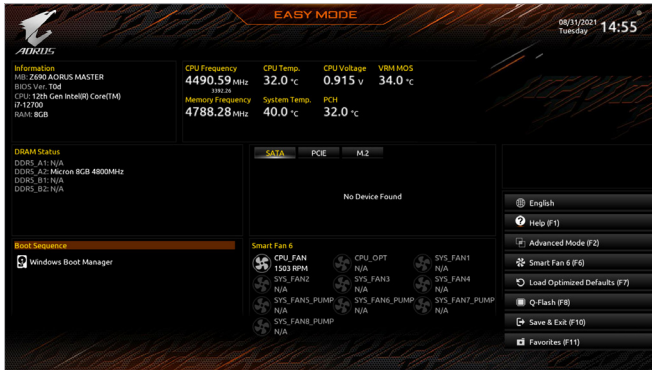 EASY MODE
08/31/2021
Tuesday
14:55
AORUS
Information
MB: Z690 AORUS MASTER
BIOS Ver. T0d
CPU: 12th Gen Intel(R) Core(TM)
i7-12700
RAM: 8GB
CPU Frequency
4490.59 MHz
3392.26
CPU Temp.
32.0 °C
CPU Voltage
0.915 V
VRM MOS
34.0 °C
Memory Frequency
4788.28 MHz
System Temp.
40.0 °C
PCH
32.0 °C
DRAM Status
DDR5_A1: N/A
DDR5_A2: Micron 8GB 4800MHz
DDR5_B1: N/A
DDR5_B2: N/A
SATA PCIE M.2
No Device Found
Boot Sequence
Windows Boot Manager
Smart Fan 6
CPU_FAN
1503 RPM
CPU_OPT
N/A
SYS_FAN1
N/A
SYS_FAN2
N/A
SYS_FAN3
N/A
SYS_FAN4
N/A
SYS_FAN5_PUMP
N/A
SYS_FAN6_PUMP
N/A
SYS_FAN7_PUMP
N/A
SYS_FAN8_PUMP
N/A
English
Help (F1)
Advanced Mode (F2)
Smart Fan 6 (F6)
Load Optimized Defaults (F7)
Q-Flash (F8)
Save & Exit (F10)
Favorites (F11)